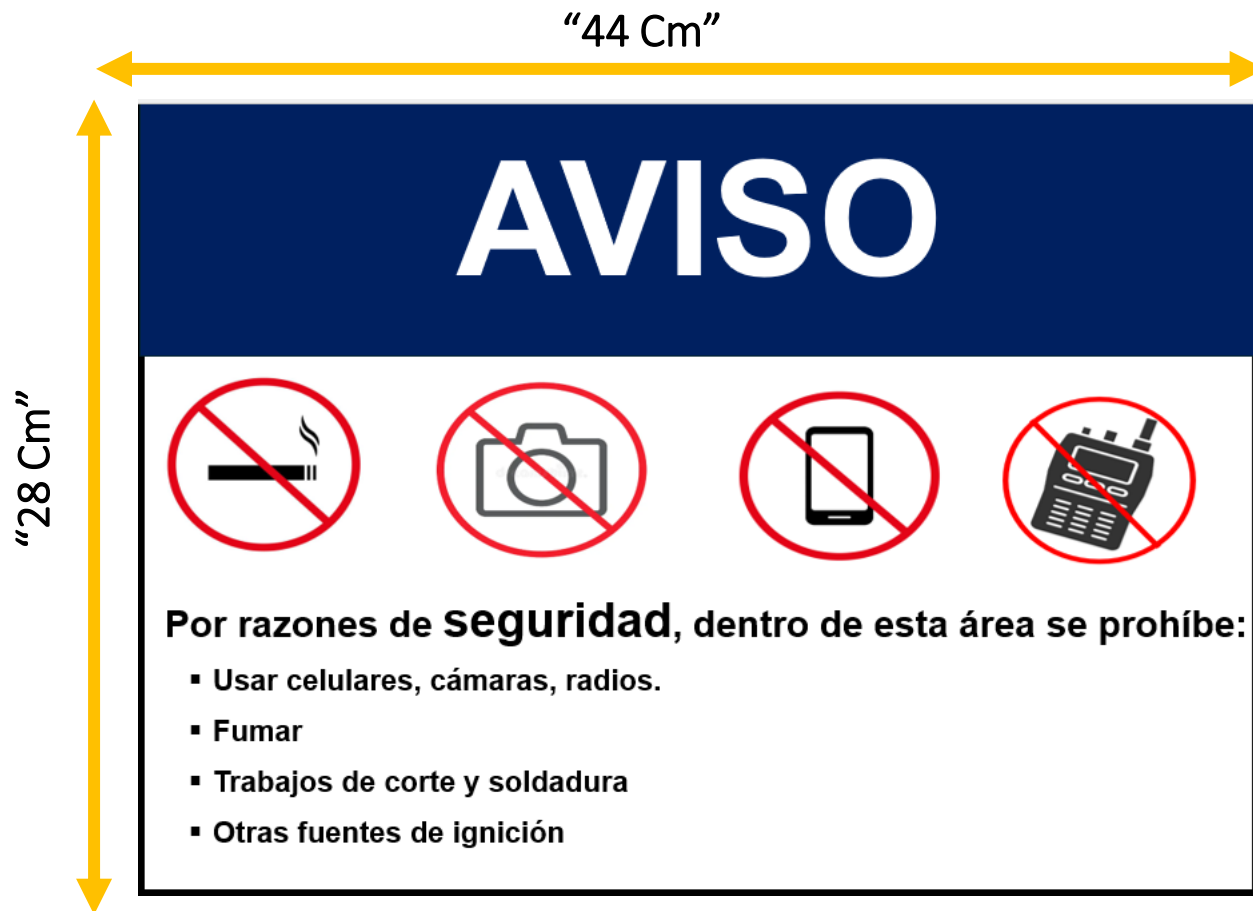 “44 Cm”
“28 Cm”
AVISO
Por razones de seguridad, dentro de esta área se prohíbe:
▪ Usar celulares, cámaras, radios.
▪ Fumar
▪ Trabajos de corte y soldadura
▪ Otras fuentes de ignición